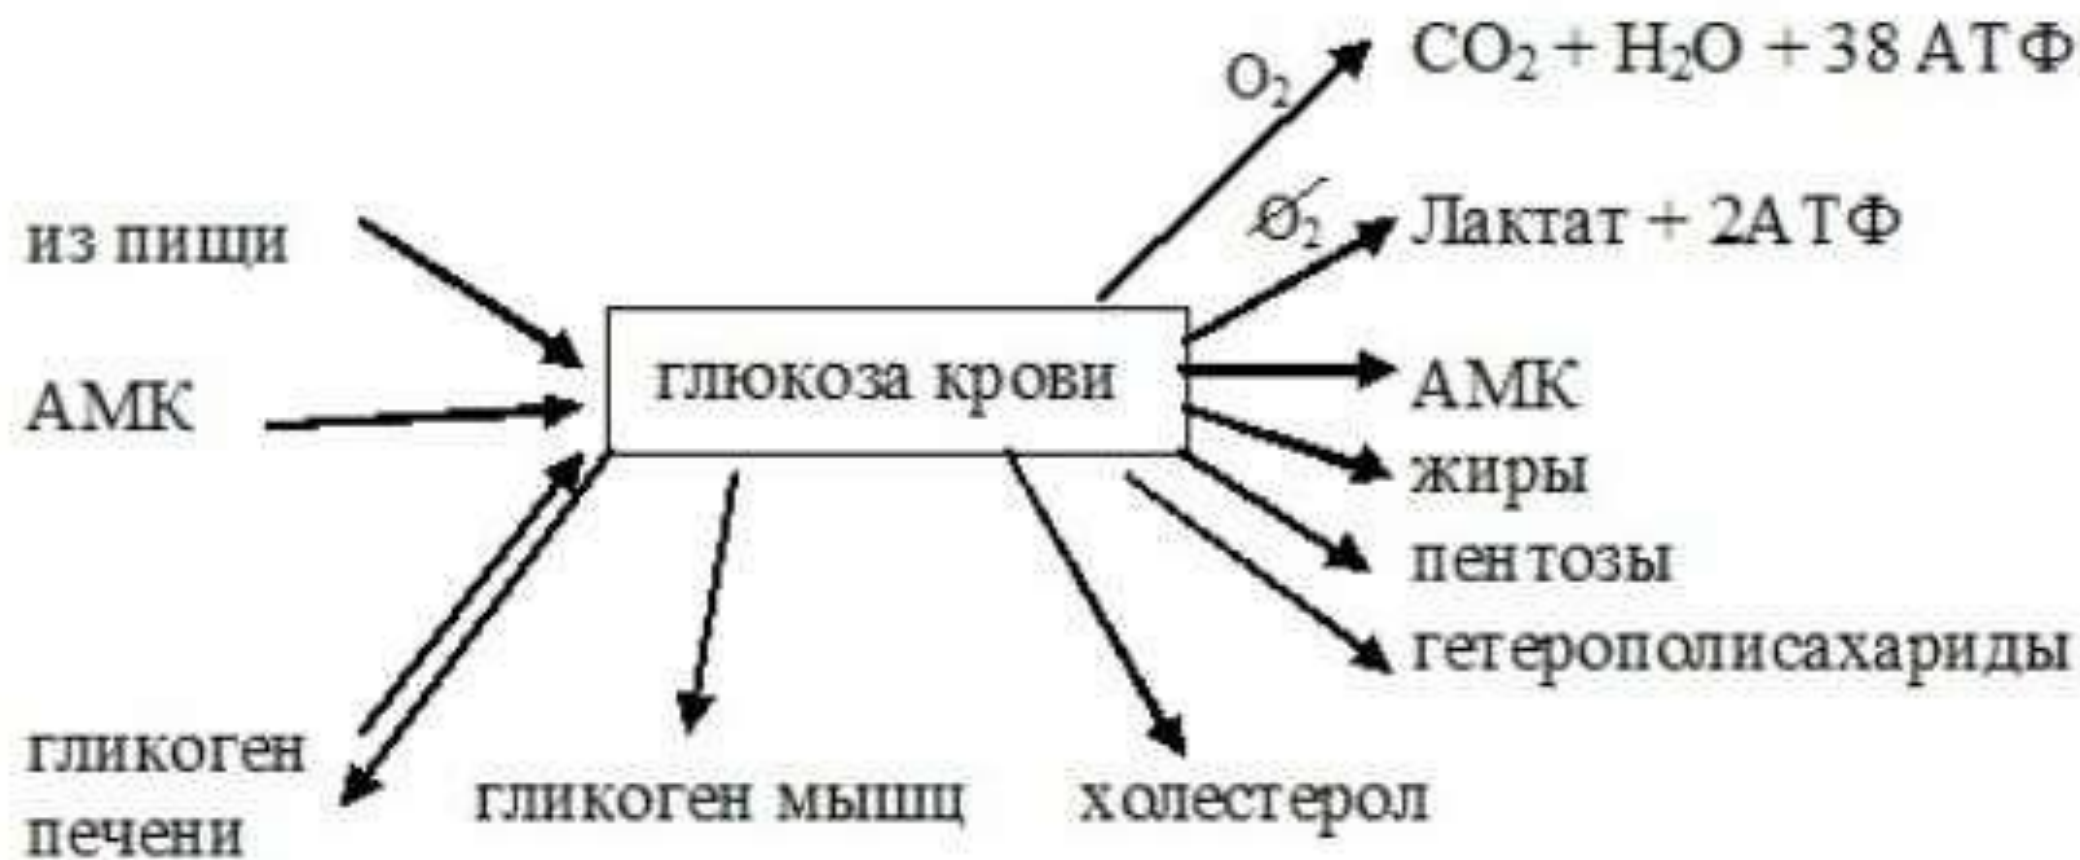 O₂
CO₂ + H₂O + 38 АТФ
из пищи
O₂
Лактат + 2АТФ
АМК
глюкоза крови
АМК
жиры
пентозы
гетерополисахариды
гликоген
печени
гликоген мышц
холестерол